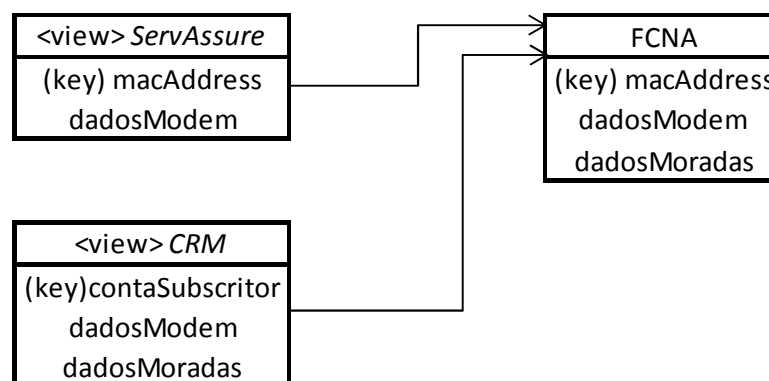 <view> ServAssure
(key) macAddress
dadosModem
FCNA
(key) macAddress
dadosModem
dadosMoradas
<view> CRM
(key)contaSubscritor
dadosModem
dadosMoradas